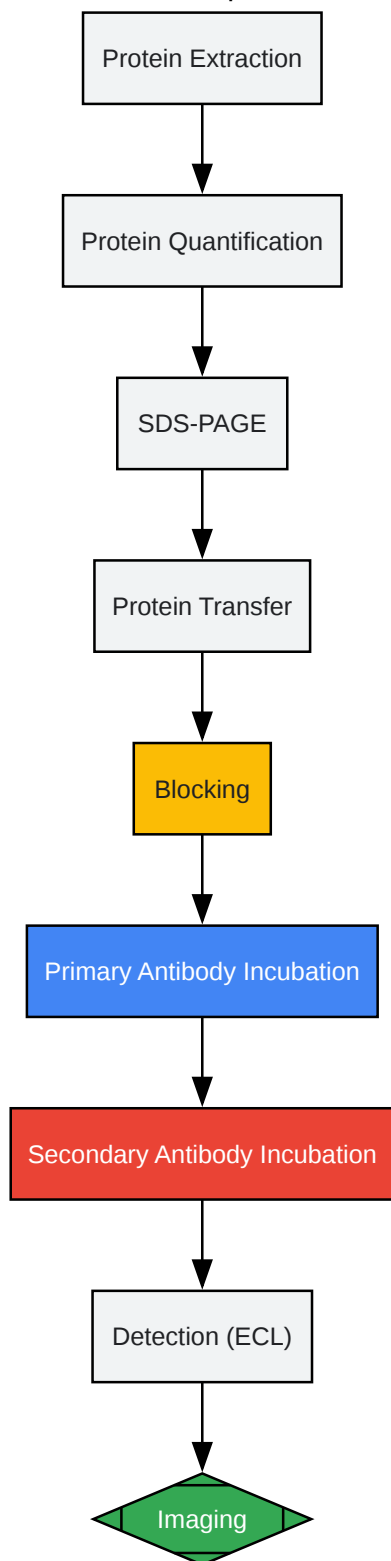 Protein Extraction
Protein Quantification
SDS-PAGE
Protein Transfer
Blocking
Primary Antibody Incubation
Secondary Antibody Incubation
Detection (ECL)
Imaging